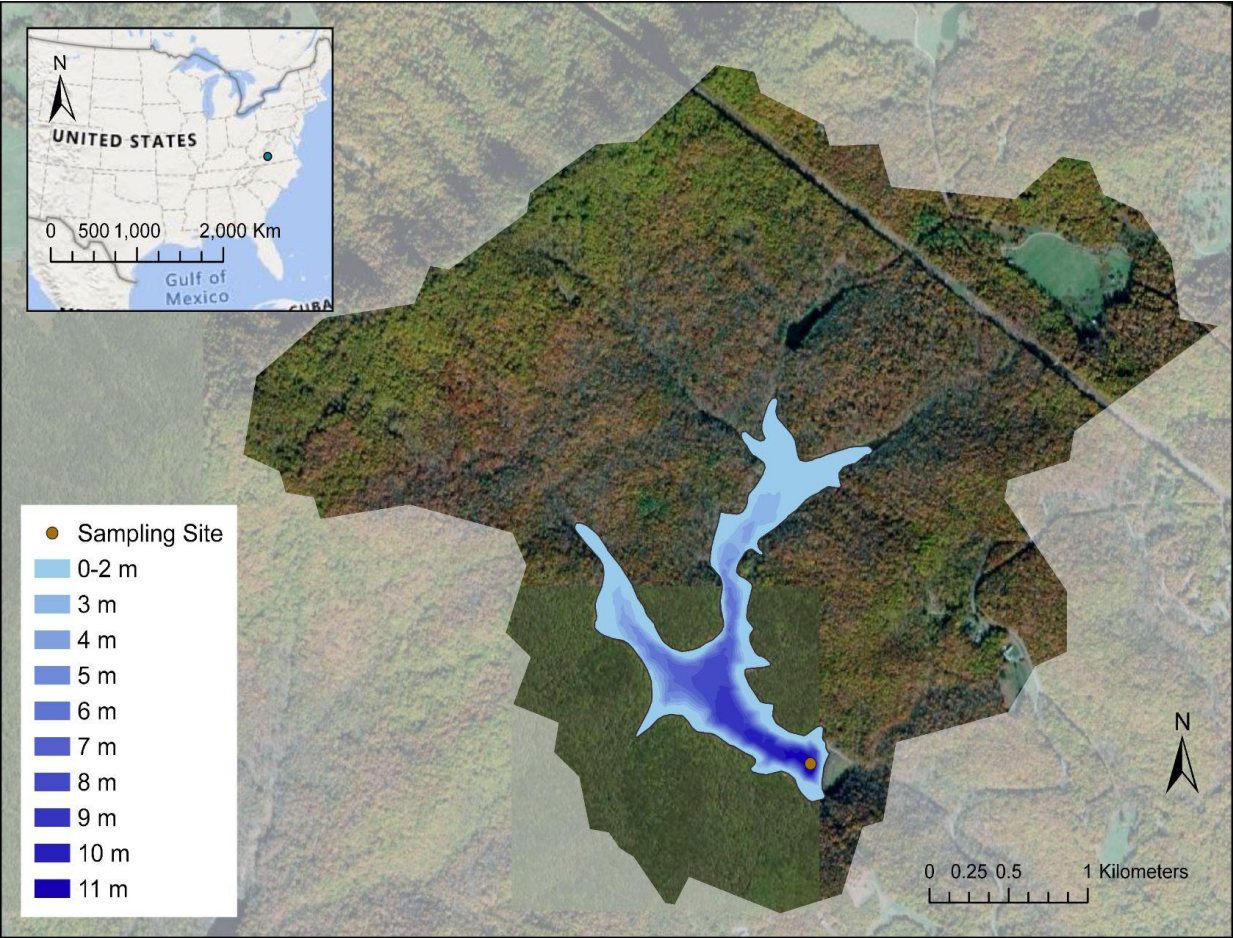 N
UNITED STATES
0 500 1,000 2,000 Km
Gulf of
Mexico
CUBA
Sampling Site
0-2 m
3 m
4 m
5 m
6 m
7 m
8 m
9 m
10 m
11 m
N
0 0.25 0.5 1 Kilometers